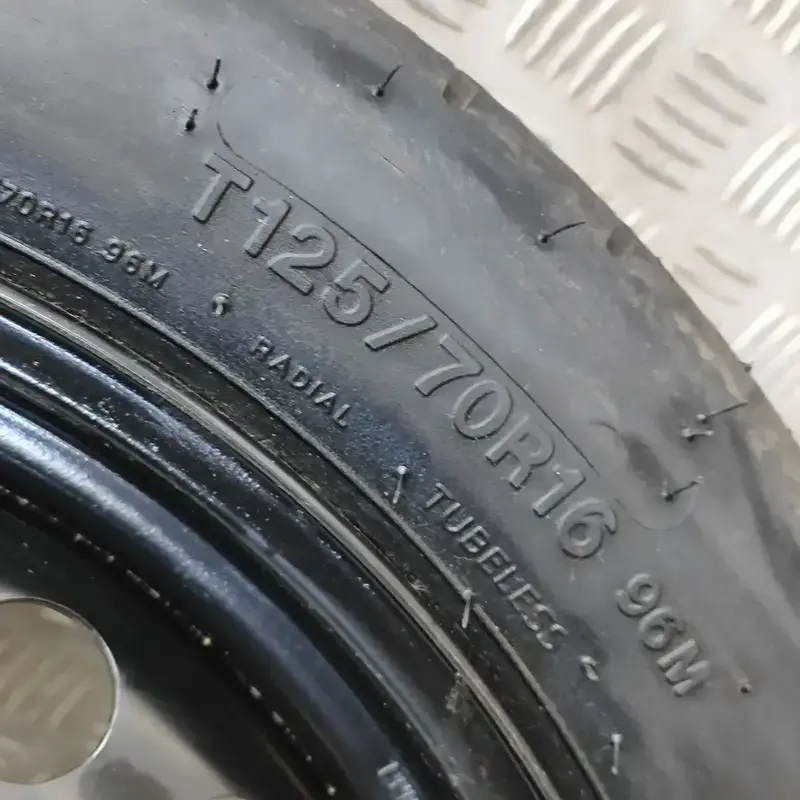 T125/70R16 96M
70R16 96M
RADIAL
TUBELESS